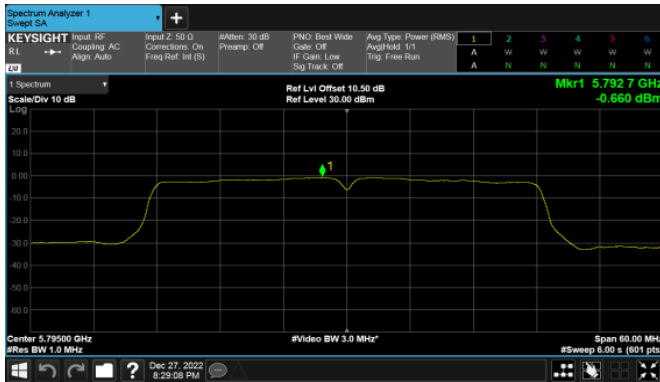 Spectrum Analyzer 1
Swept SA
KEYSIGHT
RL
LXI
Input: RF
Coupling: AC
Align: Auto
Input Z: 50 Ω
Corrections: On
Freq Ref: Int (S)
#Atten: 30 dB
Preamp: Off
PNO: Best Wide
Gate: Off
IF Gain: Low
Sig Track: Off
Avg Type: Power (RMS)
Avg|Hold: 1/1
Trig: Free Run
1 2 3 4 5 6
A W W W W W
A N N N N N
1 Spectrum
Scale/Div 10 dB
Ref Lvl Offset 10.50 dB
Ref Level 30.00 dBm
Mkr1 5.792 7 GHz
-0.660 dBm
Log
20.0
10.0
0.00
1
-10.0
-20.0
-30.0
-40.0
-50.0
-60.0
Center 5.79500 GHz
#Res BW 1.0 MHz
#Video BW 3.0 MHz*
Span 60.00 MHz
#Sweep 6.00 s (601 pts)
?
Dec 27, 2022
8:29:08 PM